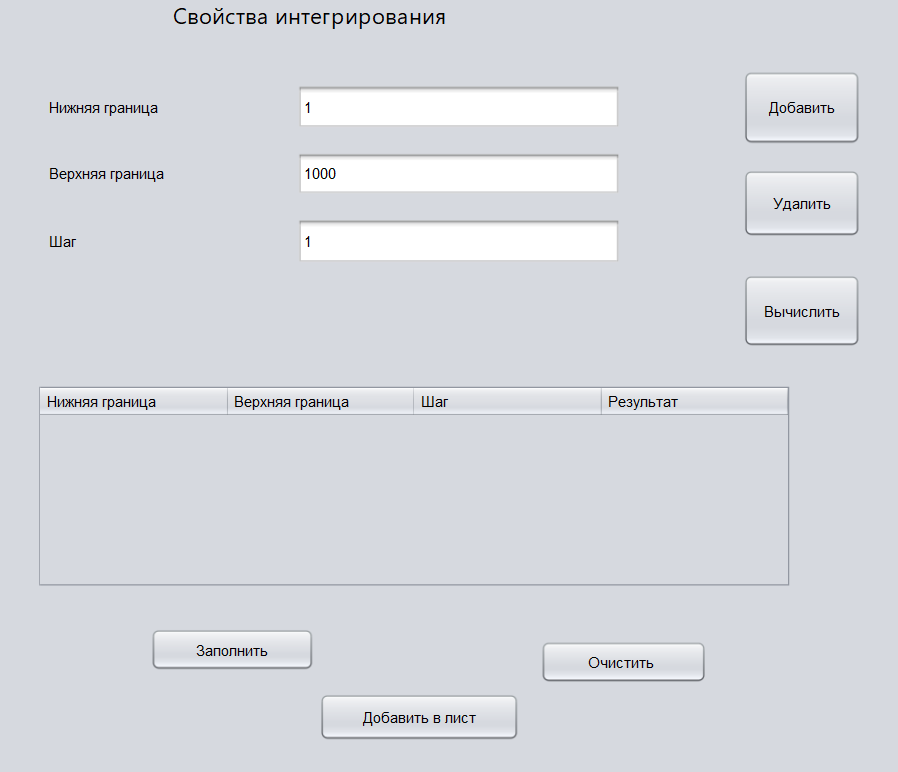 Свойства интегрирования
Нижняя граница 1 Добавить
Верхняя граница 1000
Удалить
Шаг 1
Вычислить
Нижняя граница Верхняя граница Шаг Результат
Заполнить
Очистить
Добавить в лист